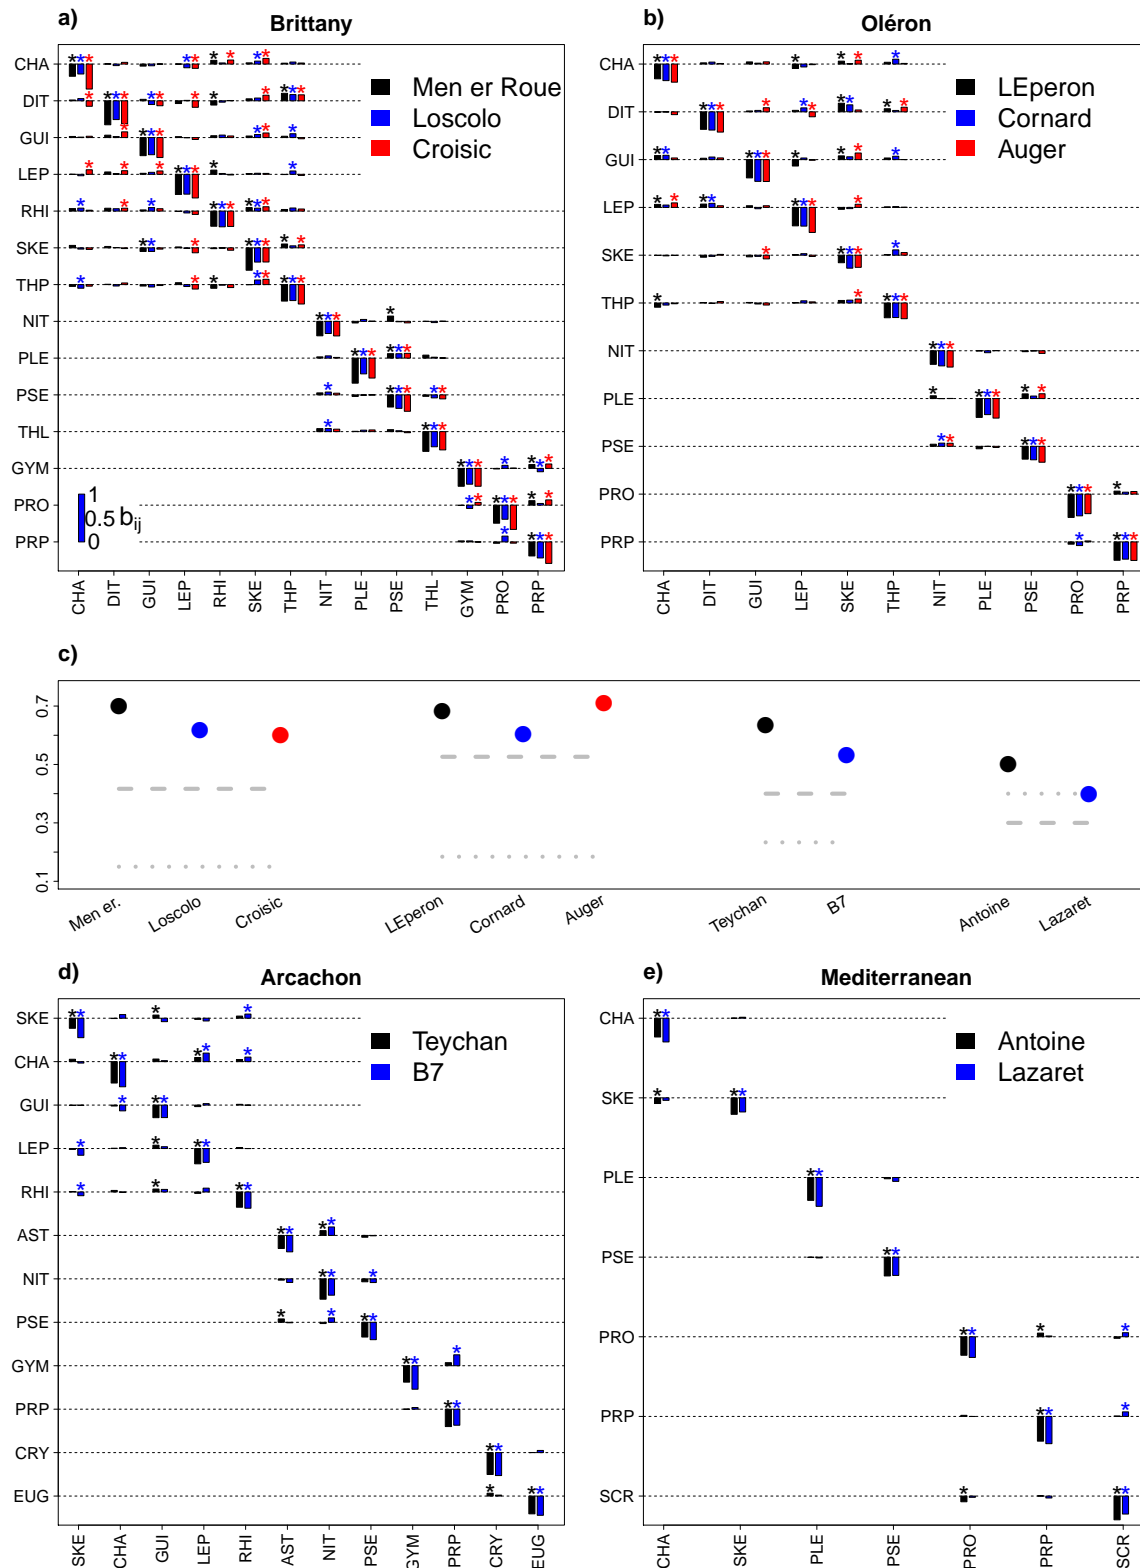 a) Brittany
CHA
DIT
GUI
LEP
RHI
SKE
THP
NIT
PLE
PSE
THL
GYM
PRO
PRP
Men er Roue
Loscolo
Croisic
1
0.5 bij
0
CHA DIT GUI LEP RHI SKE THP NIT PLE PSE THL GYM PRO PRP
b) Oléron
CHA
DIT
GUI
LEP
SKE
THP
NIT
PLE
PSE
PRO
PRP
LEperon
Cornard
Auger
CHA DIT GUI LEP SKE THP NIT PLE PSE PRO PRP
c)
0.7
0.5
0.3
0.1
Men er. Loscolo Croisic LEperon Cornard Auger Teychan B7 Antoine Lazaret
d) Arcachon
SKE
CHA
GUI
LEP
RHI
AST
NIT
PSE
GYM
PRP
CRY
EUG
Teychan
B7
SKE CHA GUI LEP RHI AST NIT PSE GYM PRP CRY EUG
e) Mediterranean
CHA
SKE
PLE
PSE
PRO
PRP
SCR
Antoine
Lazaret
CHA SKE PLE PSE PRO PRP SCR